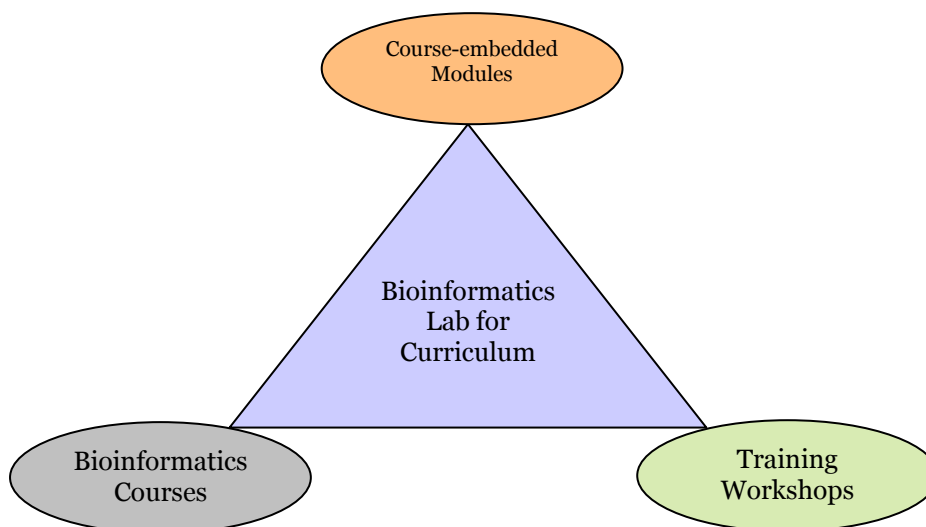 Course-embedded
Modules
Bioinformatics
Lab for
Curriculum
Bioinformatics
Courses
Training
Workshops